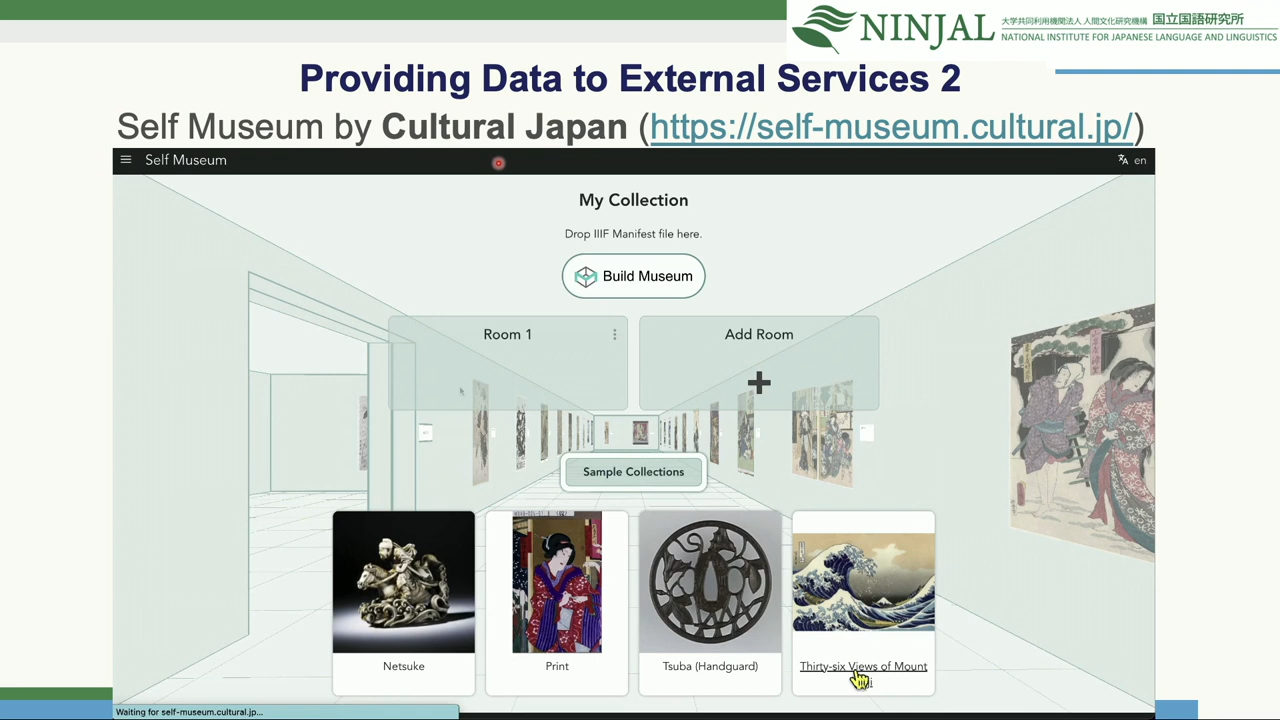 NINJAL
大学共同利用機関法人 人間文化研究機構 国立国語研究所
NATIONAL INSTITUTE FOR JAPANESE LANGUAGE AND LINGUISTICS
Providing Data to External Services 2
Self Museum by Cultural Japan (https://self-museum.cultural.jp/)
Self Museum
en
My Collection
Drop IIIF Manifest file here.
Build Museum
Room 1
Add Room
Sample Collections
Netsuke
Print
Tsuba (Handguard)
Thirty-six Views of Mount
Waiting for self-museum.cultural.jp...